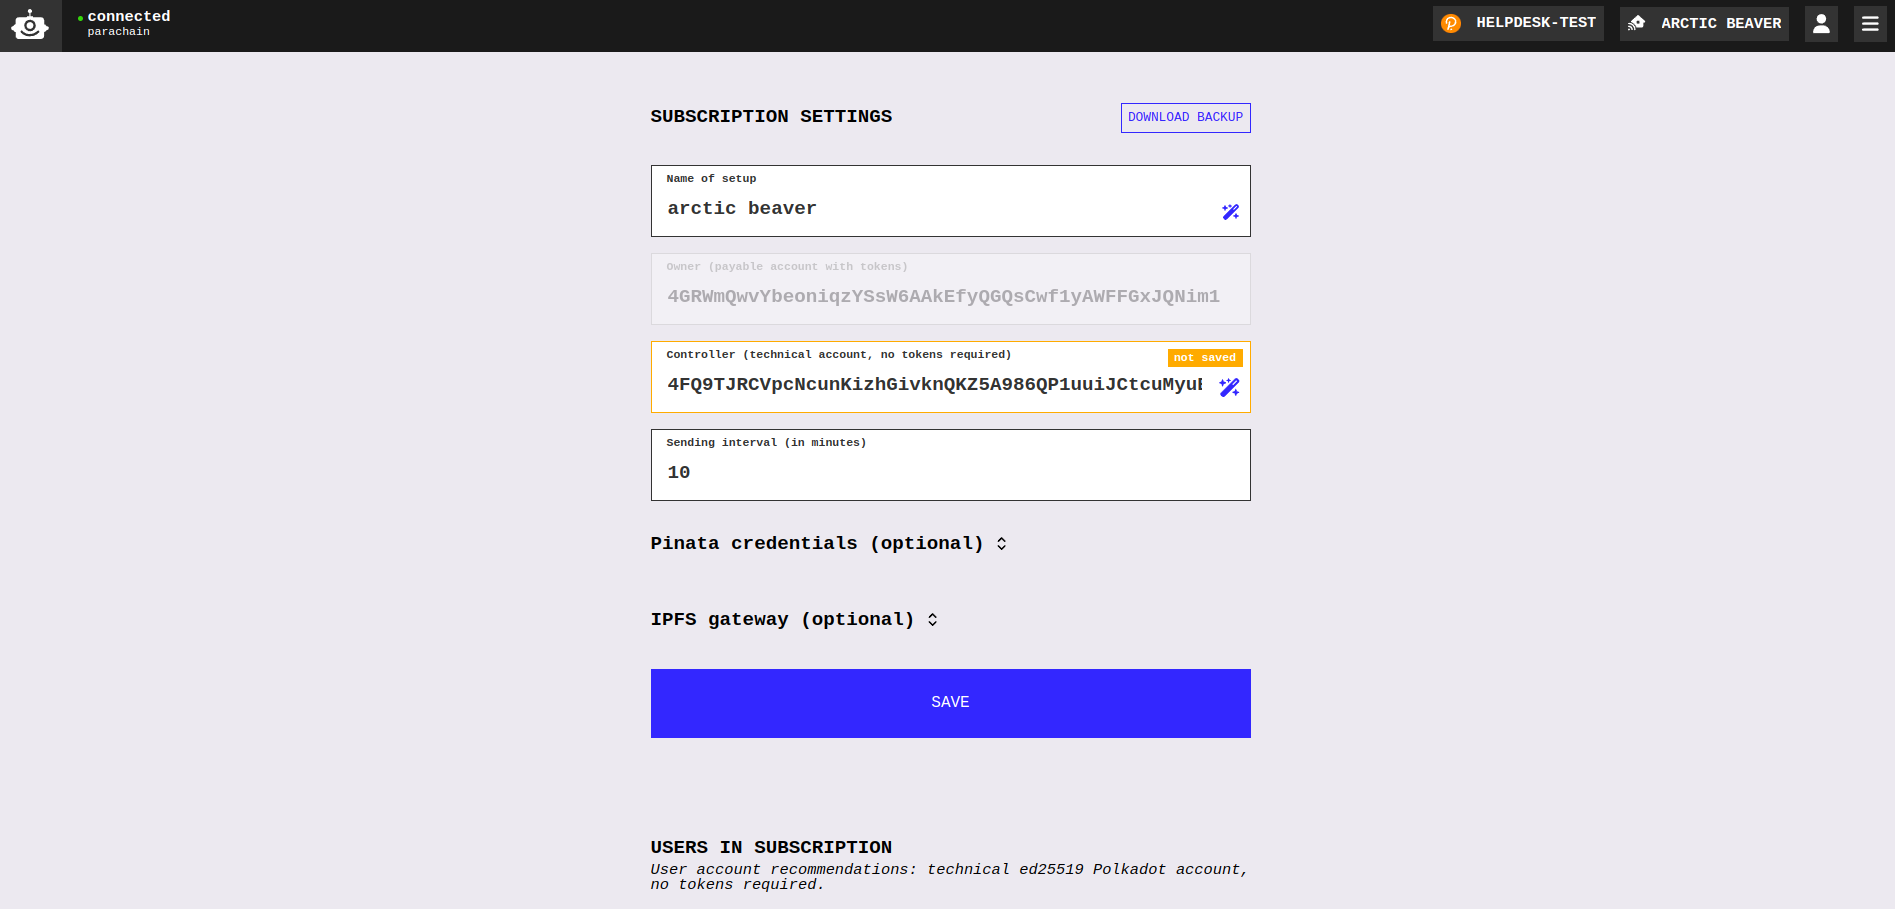 connected
parachain
HELPDESK-TEST
ARCTIC BEAVER
SUBSCRIPTION SETTINGS
DOWNLOAD BACKUP
Name of setup
arctic beaver
Owner (payable account with tokens)
4GRWmQwvYbeoniqzYSsW6AAkEfyQGQsCwf1yAWFFGxJQNim1
Controller (technical account, no tokens required)
not saved
4FQ9TJRCVpcNcunKizhGivknQKZ5A986QP1uuiJCtcuMyu
Sending interval (in minutes)
10
Pinata credentials (optional)
IPFS gateway (optional)
SAVE
USERS IN SUBSCRIPTION
User account recommendations: technical ed25519 Polkadot account,
no tokens required.